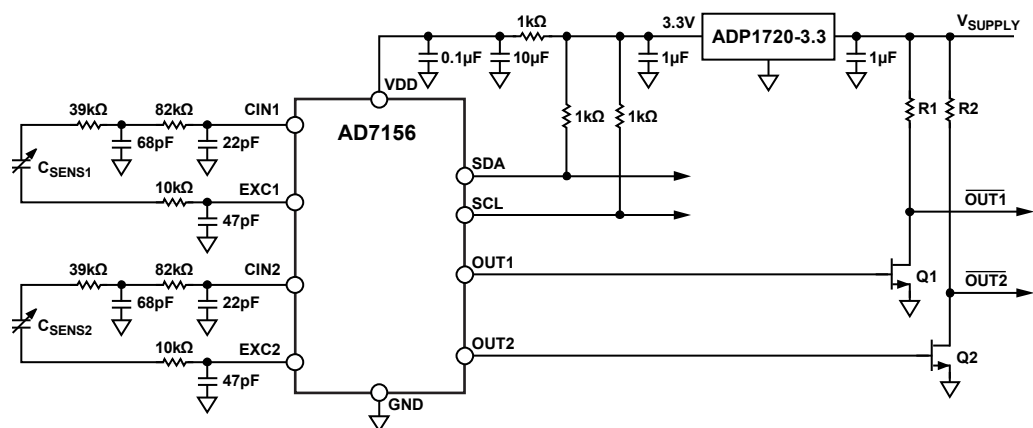 1kΩ
3.3V
ADP1720-3.3
VSUPPLY
0.1µF
10µF
1µF
1µF
VDD
R1
R2
39kΩ
82kΩ
CIN1
AD7156
1kΩ
1kΩ
68pF
22pF
CSENS1
SDA
10kΩ
EXC1
SCL
OUT1
47pF
39kΩ
82kΩ
CIN2
OUT1
Q1
68pF
22pF
OUT2
CSENS2
10kΩ
EXC2
OUT2
Q2
47pF
GND